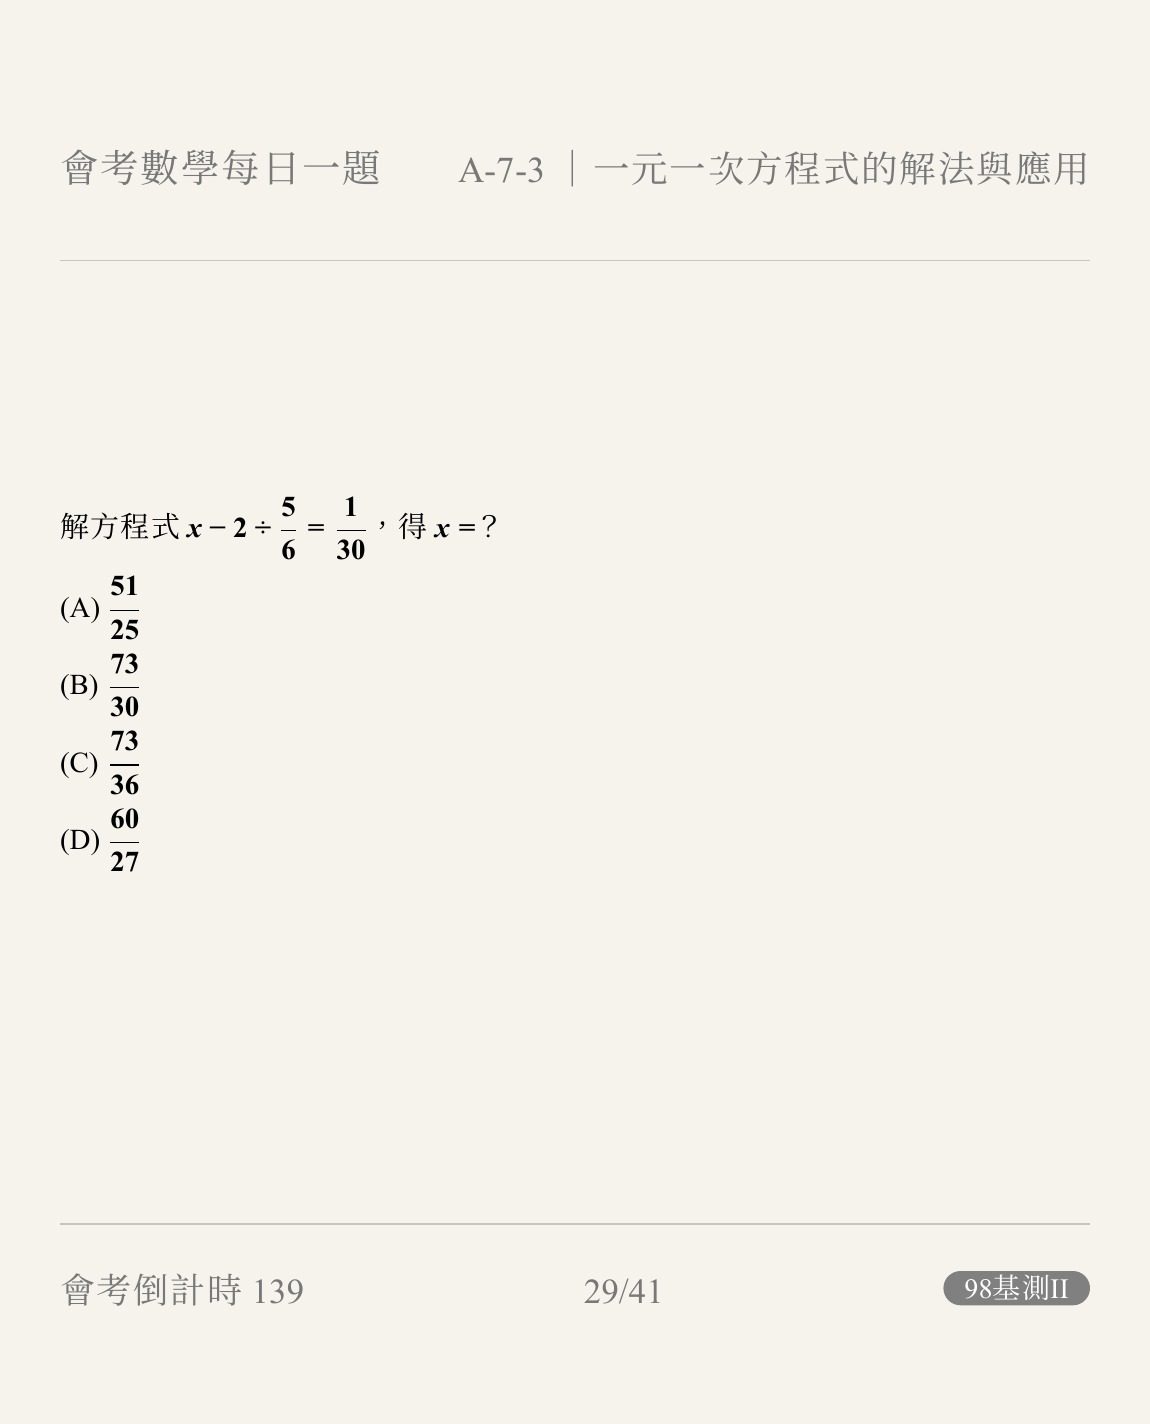 會考數學每日一題 A-7-3｜一元一次方程式的解法與應用
解方程式 x − 2 ÷ 5/6 = 1/30，得 x =？
(A) 51/25
(B) 73/30
(C) 73/36
(D) 60/27
會考倒計時 139 29/41 98基測II